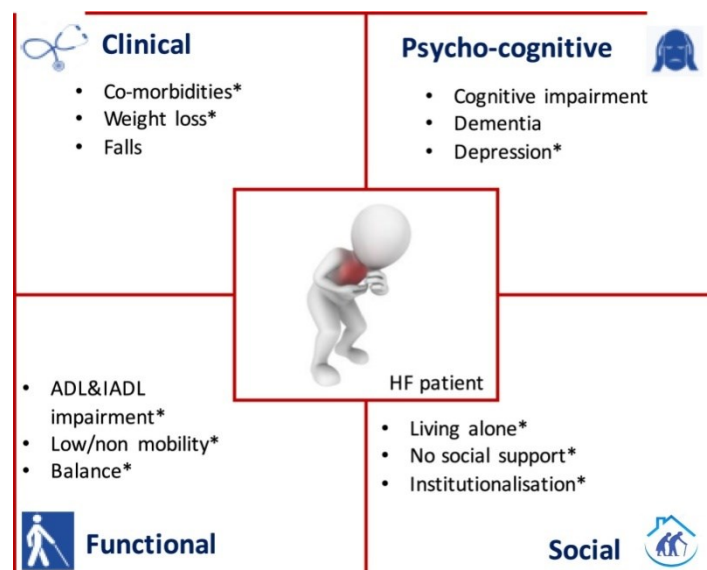 Clinical
• Co-morbidities*
• Weight loss*
• Falls
Psycho-cognitive
• Cognitive impairment
• Dementia
• Depression*
HF patient
• ADL&IADL
impairment*
• Low/non mobility*
• Balance*
Functional
• Living alone*
• No social support*
• Institutionalisation*
Social